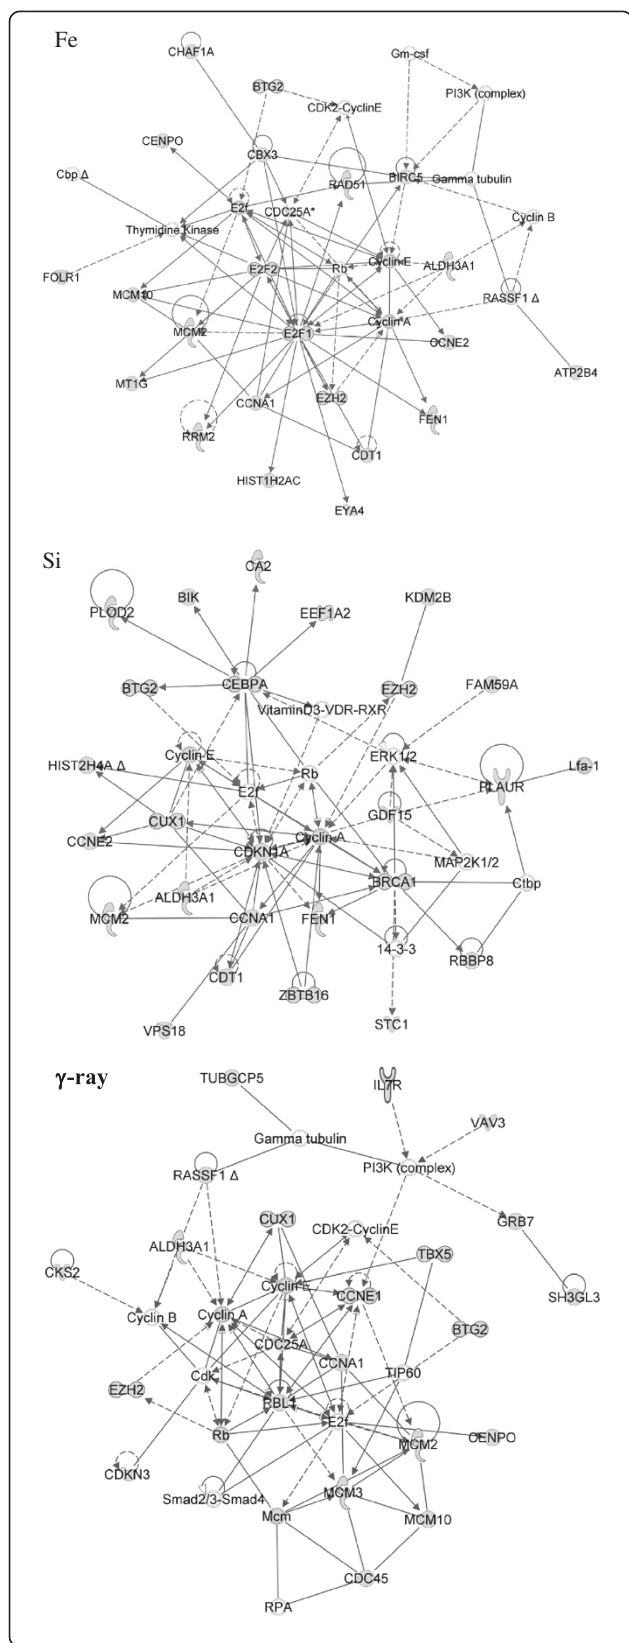 Fe
CHAF1A
Gm-csf
BTG2
PI3K (complex)
CDK2-CyclinE
CENPO
CBX3
Cbp Δ
RAD51
BIRC5
Gamma tubulin
E2f
CDC25A*
Cyclin B
Thymidine Kinase
Cyclin E
E2F2
Rb
ALDH3A1
FOLR1
MCM10
RASSF1 Δ
Cyclin A
MCM2
E2F1
CCNE2
ATP2B4
MT1G
CCNA1
EZH2
FEN1
RRM2
CDT1
HIST1H2AC
EYA4
Si
CA2
BIK
KDM2B
PLOD2
EEF1A2
BTG2
CEBPA
EZH2
FAM59A
VitaminD3-VDR-RXR
Cyclin E
ERK1/2
HIST2H4A Δ
Rb
Lfa-1
E2f
PLAUR
GDF15
CUX1
Cyclin A
CCNE2
CDKN1A
MAP2K1/2
BRCA1
Ctbp
ALDH3A1
MCM2
CCNA1
FEN1
14-3-3
RBBP8
CDT1
ZBTB16
STC1
VPS18
γ-ray
TUBGCP5
IL7R
VAV3
Gamma tubulin
PI3K (complex)
RASSF1 Δ
GRB7
CUX1
CDK2-CyclinE
ALDH3A1
TBX5
CKS2
Cyclin E
CCNE1
SH3GL3
Cyclin B
Cyclin A
BTG2
CDC25A
CCNA1
Cdk
TIP60
EZH2
RBL1
Rb
E2f
CENPO
MCM2
CDKN3
MCM3
Smad2/3-Smad4
Mcm
MCM10
CDC45
RPA